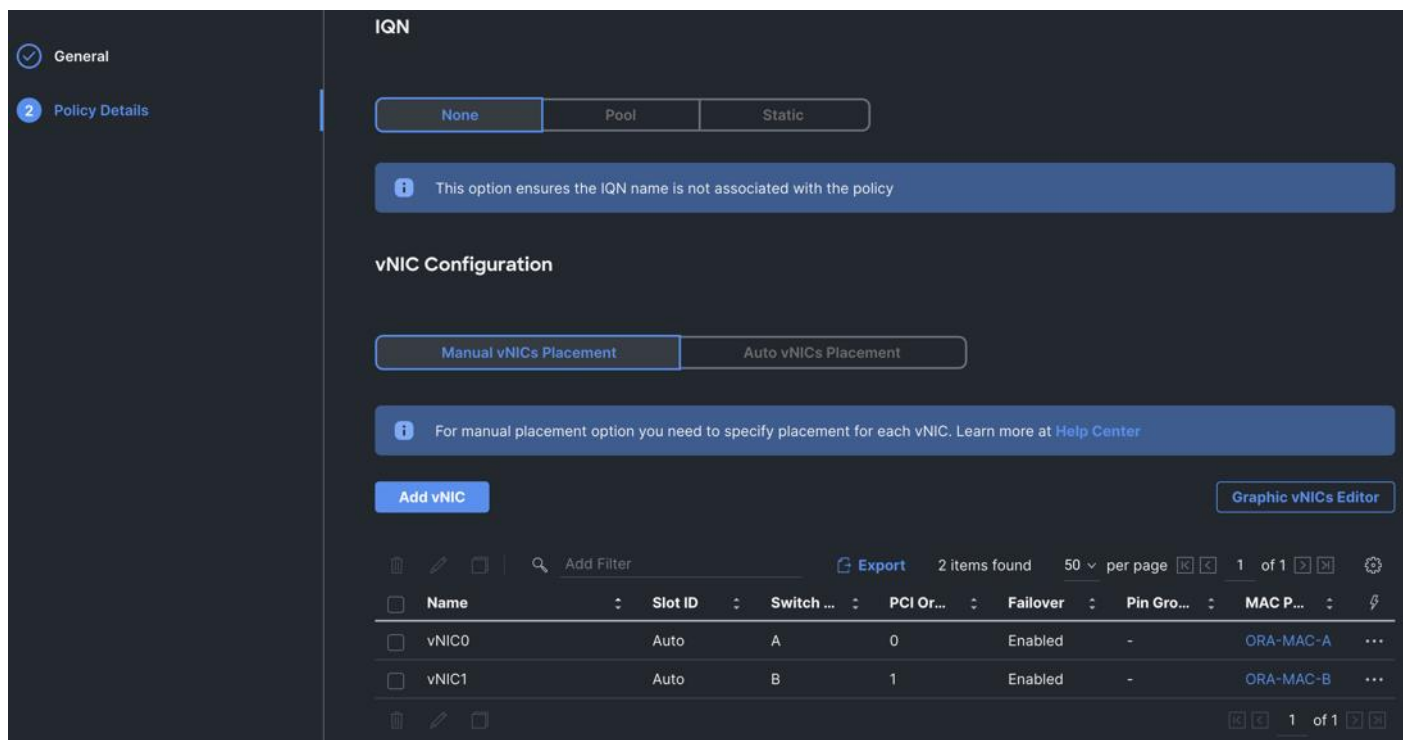 IQN
General
2 Policy Details
None Pool Static
This option ensures the IQN name is not associated with the policy
vNIC Configuration
Manual vNICs Placement Auto vNICs Placement
For manual placement option you need to specify placement for each vNIC. Learn more at Help Center
Add vNIC Graphic vNICs Editor
Add Filter Export 2 items found 50 per page 1 of 1
Name Slot ID Switch ... PCI Or... Failover Pin Gro... MAC P...
vNIC0 Auto A 0 Enabled - ORA-MAC-A ...
vNIC1 Auto B 1 Enabled - ORA-MAC-B ...
1 of 1